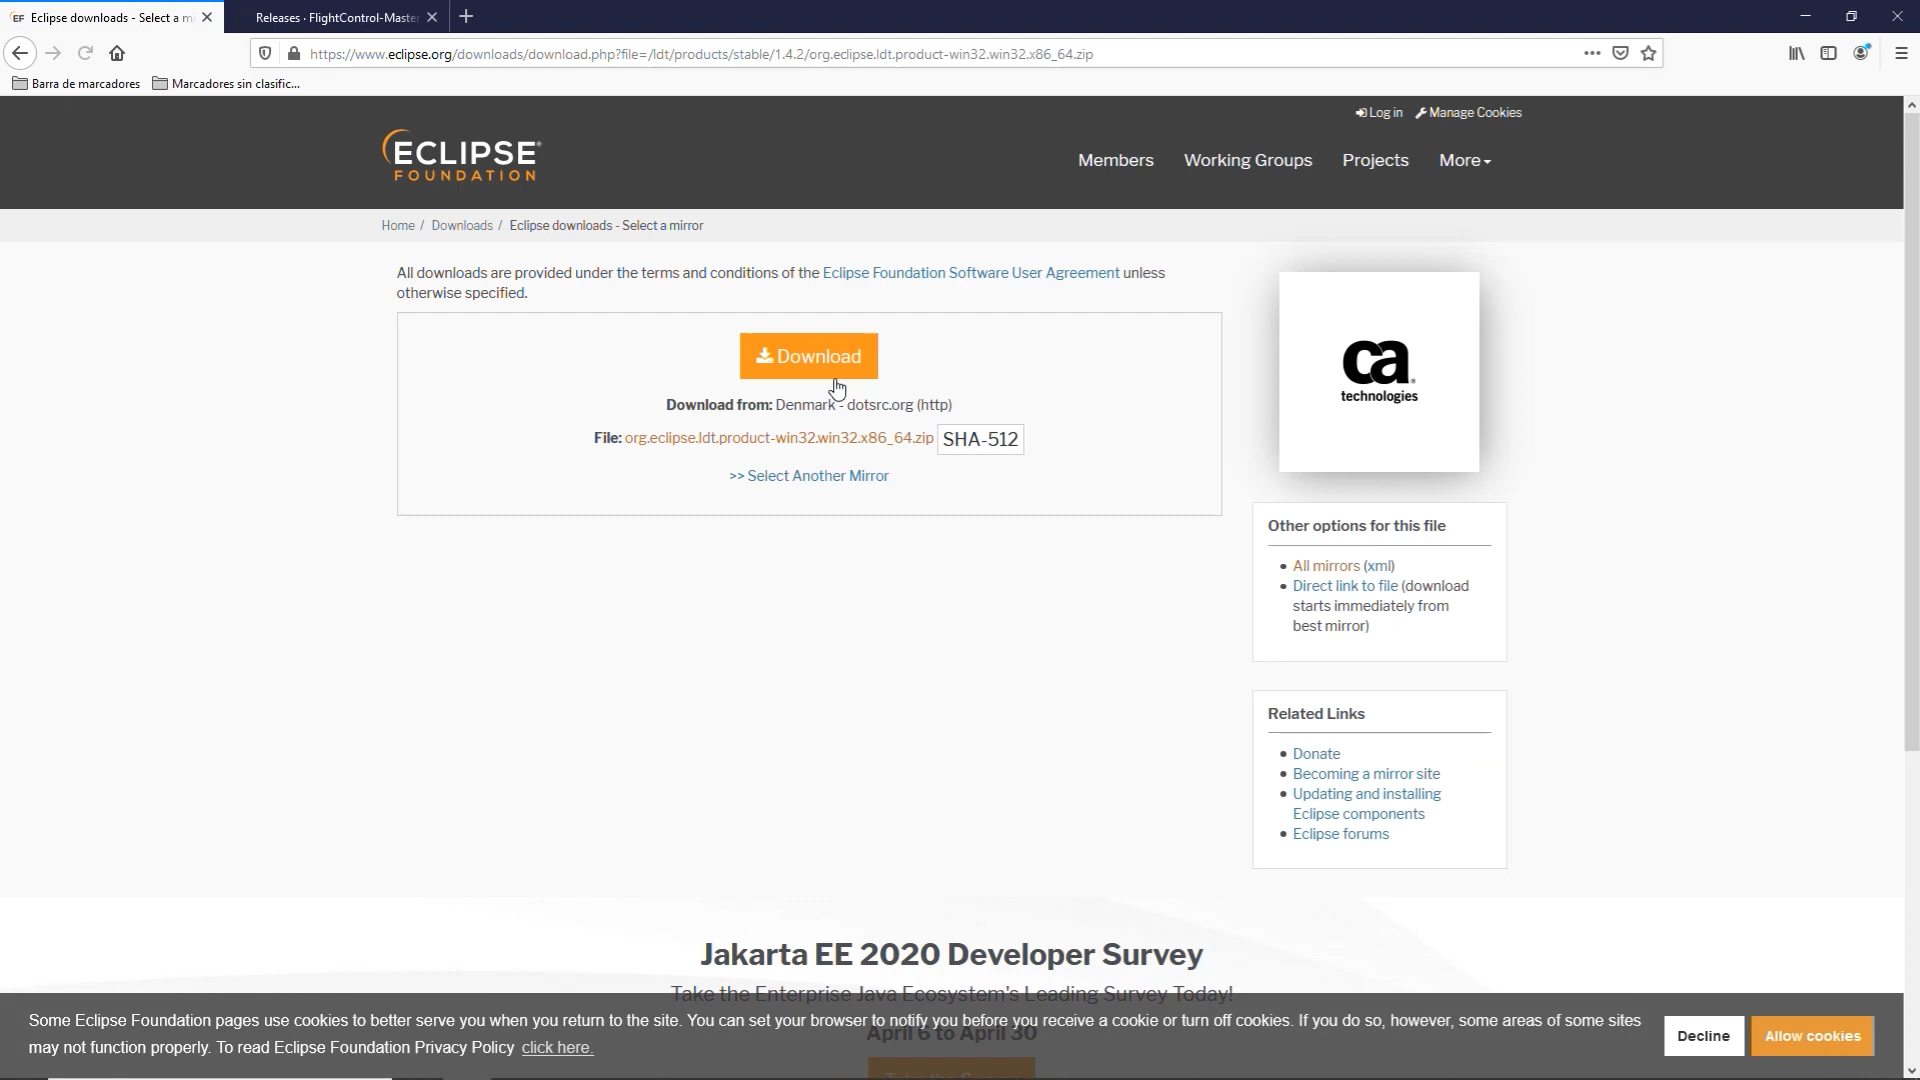 Eclipse downloads - Select a mi
Releases · FlightControl-Master
https://www.eclipse.org/downloads/download.php?file=/ldt/products/stable/1.4.2/org.eclipse.ldt.product-win32.win32.x86_64.zip
Barra de marcadores
Marcadores sin clasific...
Log in
Manage Cookies
ECLIPSE
FOUNDATION
Members
Working Groups
Projects
More
Home / Downloads / Eclipse downloads - Select a mirror
All downloads are provided under the terms and conditions of the Eclipse Foundation Software User Agreement unless
otherwise specified.
Download
Download from: Denmark - dotsrc.org (http)
File: org.eclipse.ldt.product-win32.win32.x86_64.zip SHA-512
>> Select Another Mirror
ca
technologies
Other options for this file
All mirrors (xml)
Direct link to file (download
starts immediately from
best mirror)
Related Links
Donate
Becoming a mirror site
Updating and installing
Eclipse components
Eclipse forums
Jakarta EE 2020 Developer Survey
Take the Enterprise Java Ecosystem's Leading Survey Today!
April 6 to April 30
Some Eclipse Foundation pages use cookies to better serve you when you return to the site. You can set your browser to notify you before you receive a cookie or turn off cookies. If you do so, however, some areas of some sites
may not function properly. To read Eclipse Foundation Privacy Policy click here.
Decline
Allow cookies